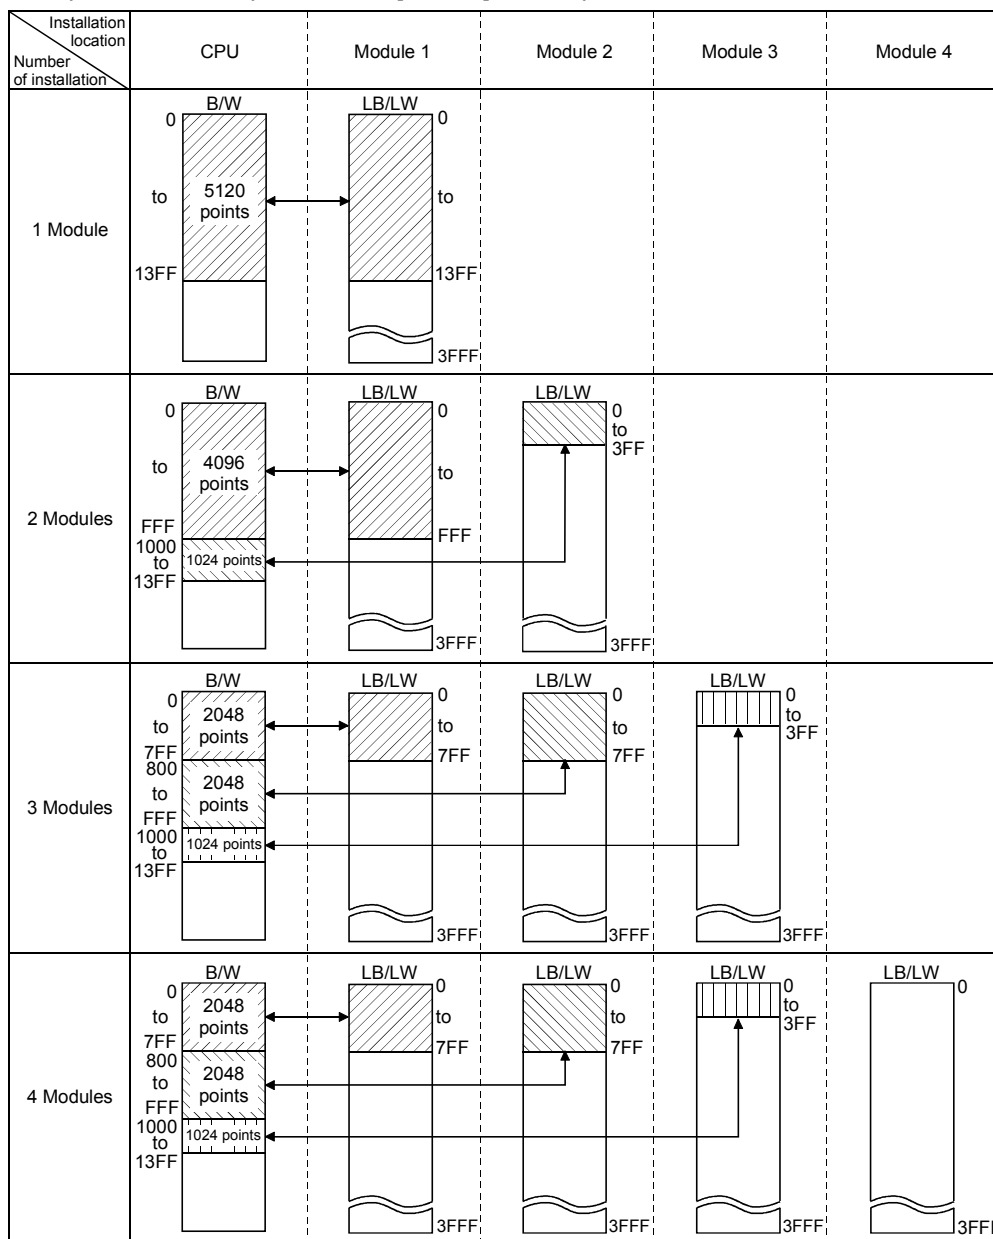 Installation location
Number of installation
CPU
Module 1
Module 2
Module 3
Module 4
1 Module
B/W
0
to
13FF
5120
points
LB/LW
0
to
13FF
3FFF
2 Modules
B/W
0
to
FFF
1000
to
13FF
4096
points
1024 points
LB/LW
0
to
FFF
3FFF
LB/LW
0
to
3FF
3FFF
3 Modules
B/W
0
to
7FF
800
to
FFF
1000
to
13FF
2048
points
2048
points
1024 points
LB/LW
0
to
7FF
3FFF
LB/LW
0
to
7FF
3FFF
LB/LW
0
to
3FF
3FFF
4 Modules
B/W
0
to
7FF
800
to
FFF
1000
to
13FF
2048
points
2048
points
1024 points
LB/LW
0
to
7FF
3FFF
LB/LW
0
to
7FF
3FFF
LB/LW
0
to
3FF
3FFF
LB/LW
0
3FFF